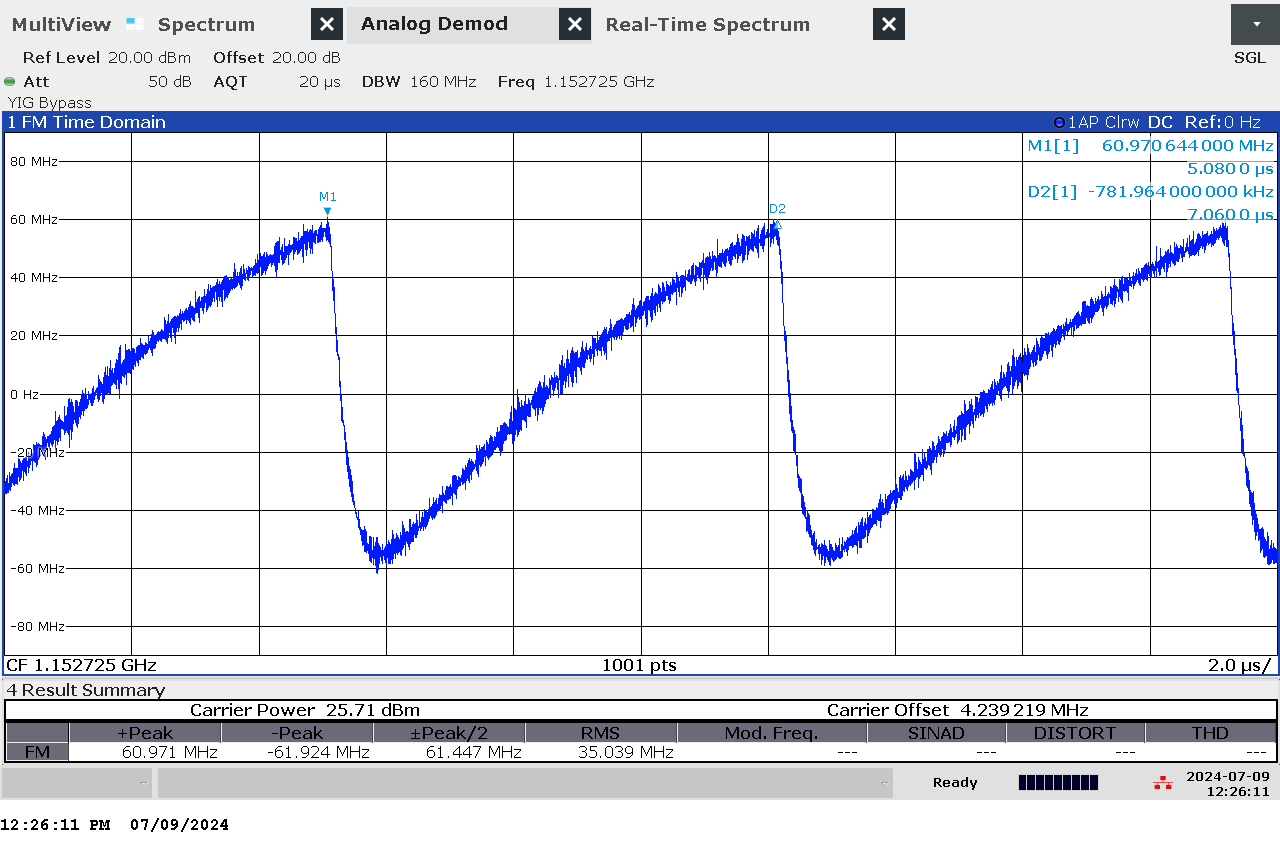 MultiView Spectrum Analog Demod Real-Time Spectrum
Ref Level 20.00 dBm Offset 20.00 dB SGL
Att 50 dB AQT 20 µs DBW 160 MHz Freq 1.152725 GHz
YIG Bypass
1 FM Time Domain 1AP Clrw DC Ref:0 Hz
M1[1] 60.970 644 000 MHz
5.080 0 µs
D2[1] -781.964 000 000 kHz
7.060 0 µs
80 MHz
M1
D2
60 MHz
40 MHz
20 MHz
0 Hz
-20 MHz
-40 MHz
-60 MHz
-80 MHz
CF 1.152725 GHz 1001 pts 2.0 µs/
4 Result Summary
Carrier Power 25.71 dBm Carrier Offset 4.239 219 MHz
+Peak -Peak ±Peak/2 RMS Mod. Freq. SINAD DISTORT THD
FM 60.971 MHz -61.924 MHz 61.447 MHz 35.039 MHz --- --- --- ---
Ready 2024-07-09
12:26:11
12:26:11 PM 07/09/2024